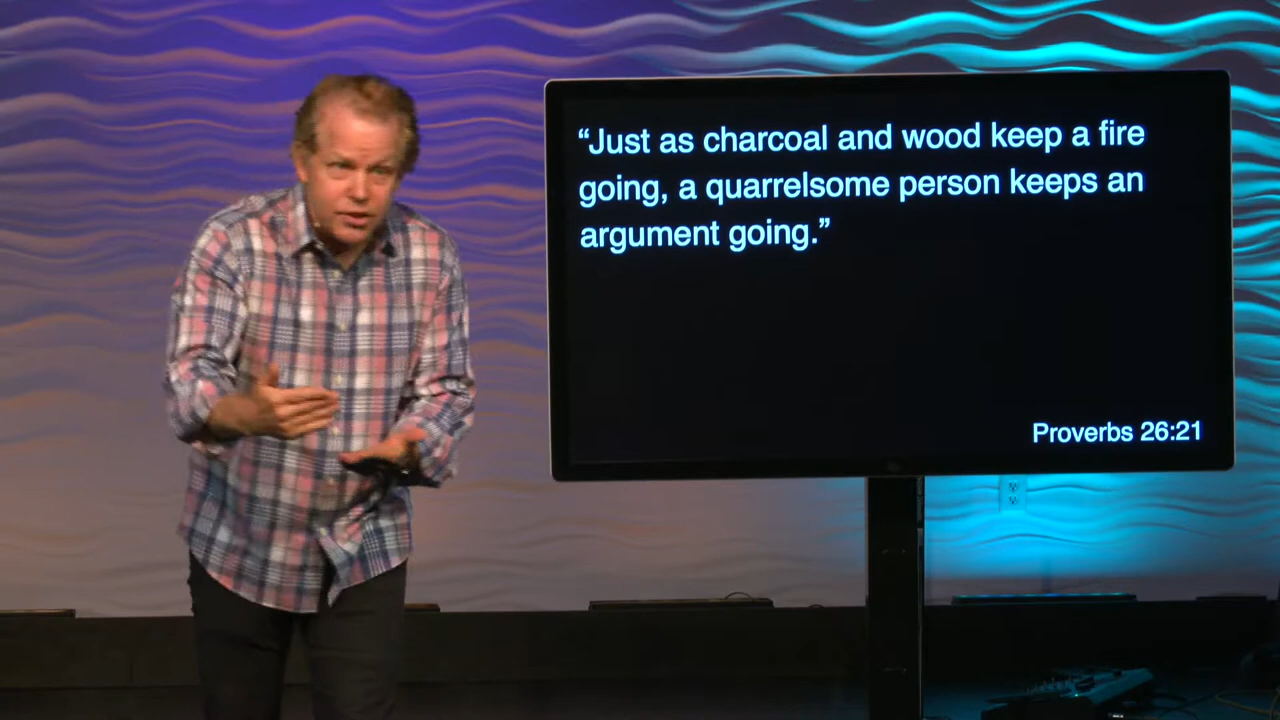 “Just as charcoal and wood keep a fire
going, a quarrelsome person keeps an
argument going.”
Proverbs 26:21